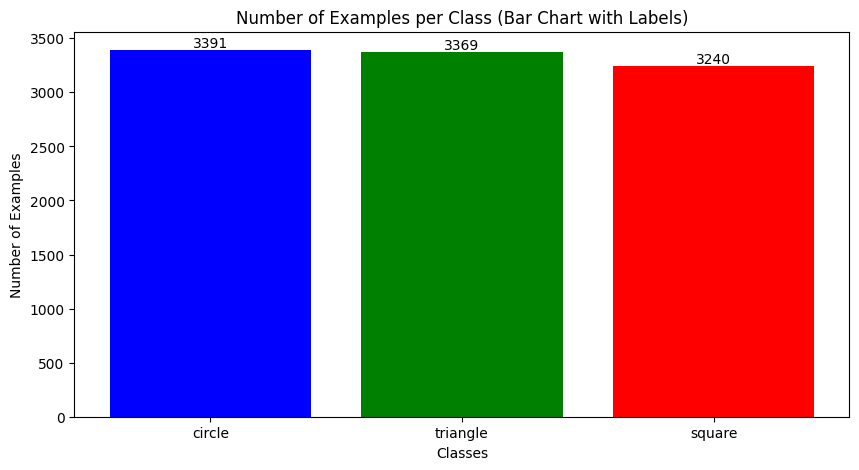 Number of Examples per Class (Bar Chart with Labels)
3391
3369
3240
3500
3000
2500
2000
1500
1000
500
0
Number of Examples
circle
triangle
square
Classes